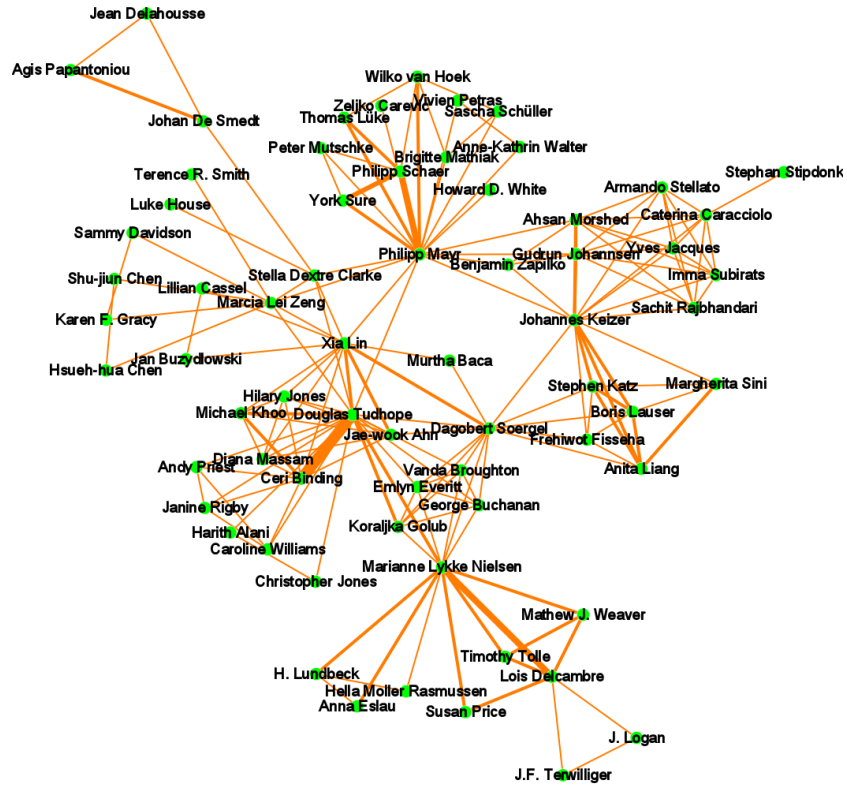 Jean Delahousse
Agis Papantoniou
Wilko van Hoek
Zeljko Carevic
Vivien Petras
Thomas Lüke
Sascha Schüller
Johan De Smedt
Peter Mutschke
Anne-Kathrin Walter
Brigitte Mathiak
Terence R. Smith
Philipp Schaer
Stephan Stipdonk
Howard D. White
Armando Stellato
York Sure
Luke House
Ahsan Morshed
Caterina Caracciolo
Sammy Davidson
Yves Jacques
Philipp Mayr
Gudrun Johannsen
Benjamin Zapilko
Stella Dextre Clarke
Imma Subirats
Shu-jiun Chen
Lillian Cassel
Marcia Lei Zeng
Sachit Rajbhandari
Karen F. Gracy
Johannes Keizer
Xia Lin
Jan Buzydlowski
Murtha Baca
Hsueh-hua Chen
Stephen Katz
Margherita Sini
Hilary Jones
Michael Khoo
Douglas Tudhope
Boris Lauser
Jae-wook Ahn
Dagobert Soergel
Frehiwot Fisseha
Diana Massam
Andy Priest
Vanda Broughton
Anita Liang
Ceri Binding
Emlyn Everitt
Janine Rigby
George Buchanan
Harith Alani
Koraljka Golub
Caroline Williams
Marianne Lykke Nielsen
Christopher Jones
Mathew J. Weaver
Timothy Tolle
H. Lundbeck
Lois Delcambre
Hella Moller Rasmussen
Anna Eslau
Susan Price
J. Logan
J.F. Terwilliger